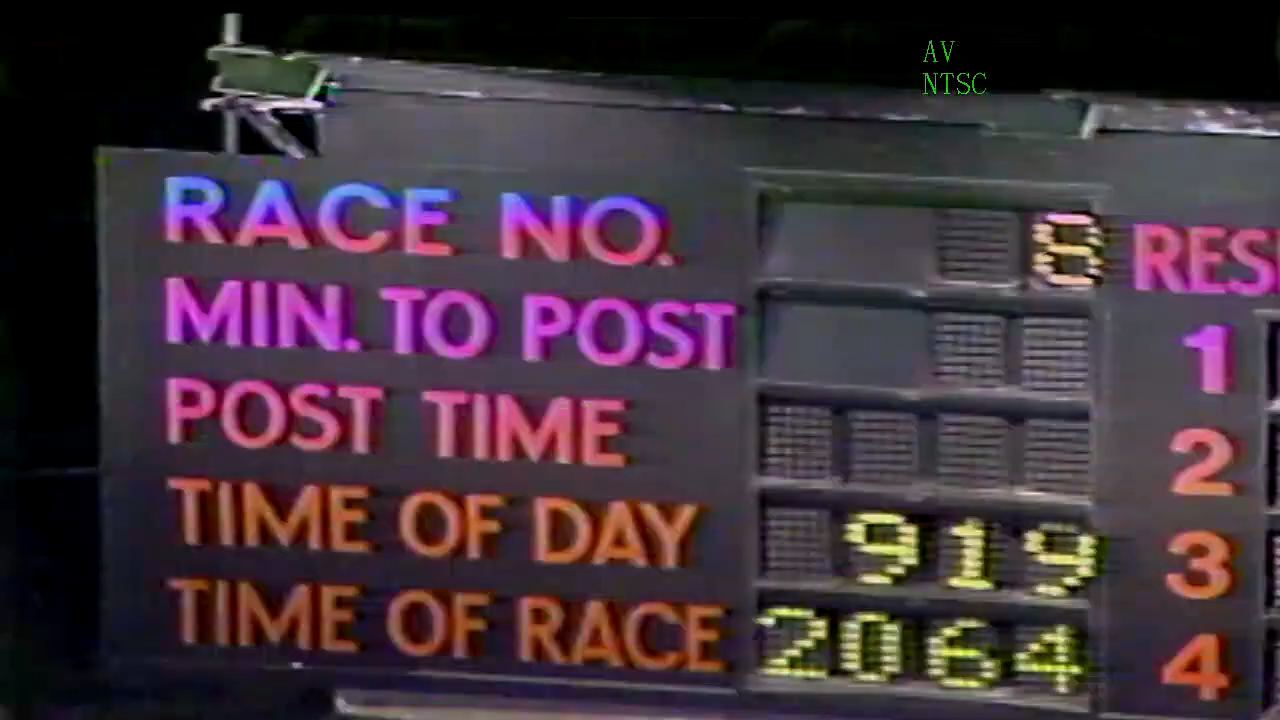 AV
NTSC
RACE NO. 8
MIN. TO POST
POST TIME
TIME OF DAY 919
TIME OF RACE 2064
RES
1
2
3
4